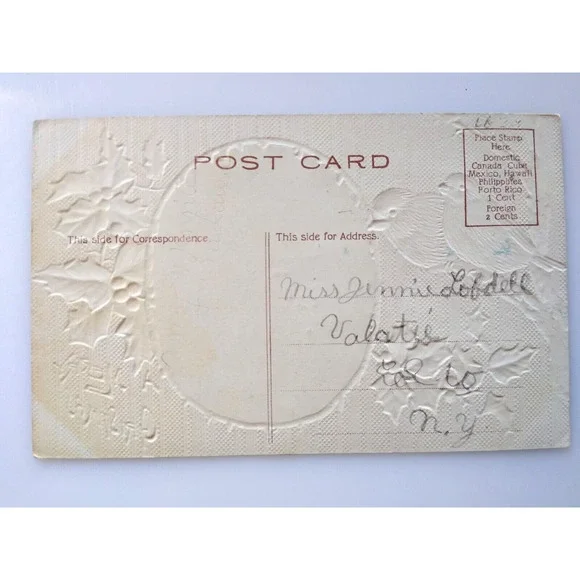 POST CARD
Place Stamp
Here
Domestic
Canada Cuba
Mexico, Hawaii
Philippines
Porto Rico
1 Cent
Foreign
2 Cents
This side for Correspondence.
This side for Address.
Miss Jennie Lobdell
Valatie
Col Co
N.Y.